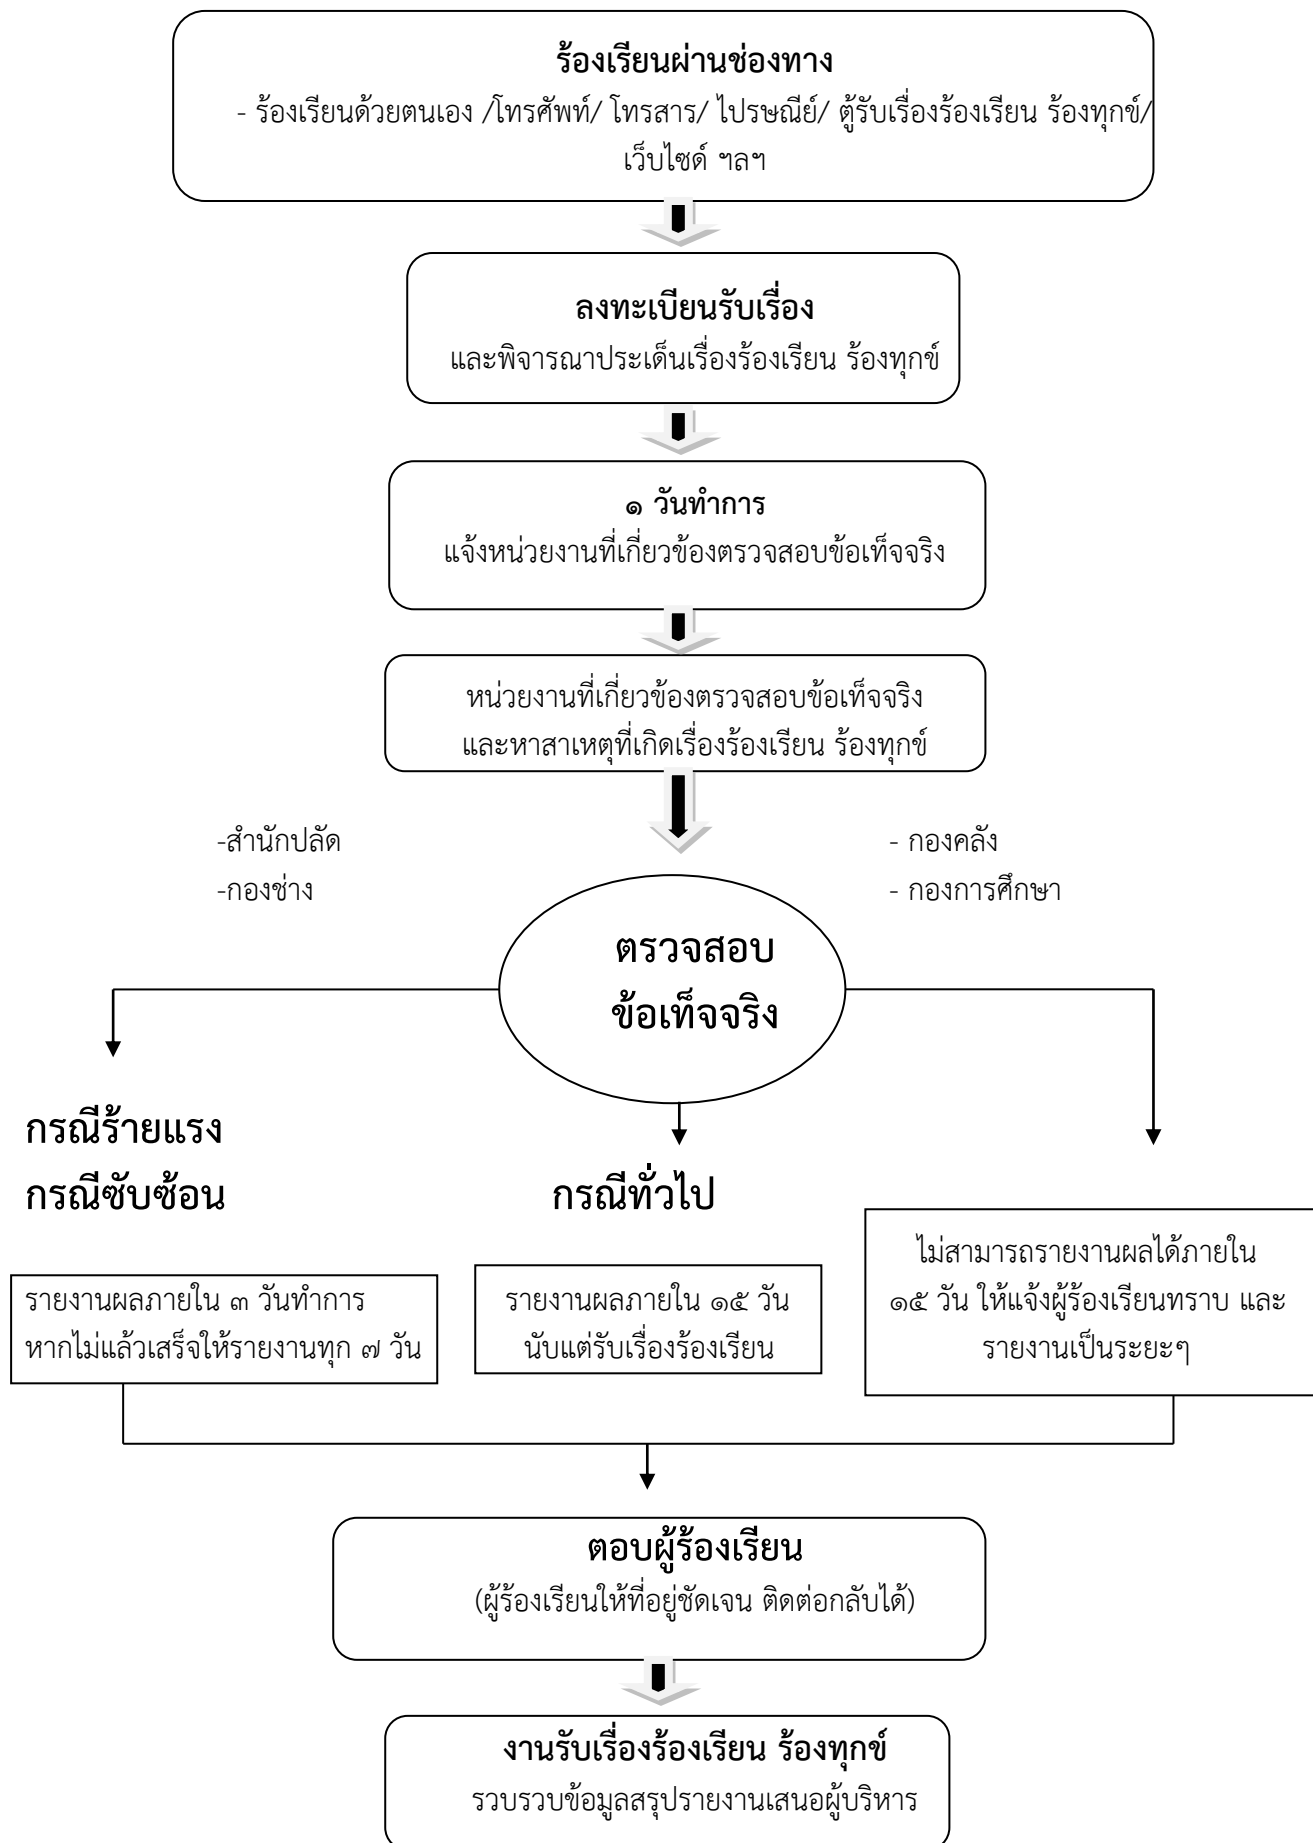 ร้องเรียนผ่านช่องทาง
- ร้องเรียนด้วยตนเอง /โทรศัพท์/ โทรสาร/ ไปรษณีย์/ ตู้รับเรื่องร้องเรียน ร้องทุกข์/
เว็บไซด์ ฯลฯ
ลงทะเบียนรับเรื่อง
และพิจารณาประเด็นเรื่องร้องเรียน ร้องทุกข์
๑ วันทำการ
แจ้งหน่วยงานที่เกี่ยวข้องตรวจสอบข้อเท็จจริง
หน่วยงานที่เกี่ยวข้องตรวจสอบข้อเท็จจริง
และหาสาเหตุที่เกิดเรื่องร้องเรียน ร้องทุกข์
-สำนักปลัด
-กองช่าง
- กองคลัง
- กองการศึกษา
ตรวจสอบ
ข้อเท็จจริง
กรณีร้ายแรง
กรณีซับซ้อน
กรณีทั่วไป
รายงานผลภายใน ๓ วันทำการ
หากไม่แล้วเสร็จให้รายงานทุก ๗ วัน
รายงานผลภายใน ๑๕ วัน
นับแต่รับเรื่องร้องเรียน
ไม่สามารถรายงานผลได้ภายใน
๑๕ วัน ให้แจ้งผู้ร้องเรียนทราบ และ
รายงานเป็นระยะๆ
ตอบผู้ร้องเรียน
(ผู้ร้องเรียนให้ที่อยู่ชัดเจน ติดต่อกลับได้)
งานรับเรื่องร้องเรียน ร้องทุกข์
รวบรวบข้อมูลสรุปรายงานเสนอผู้บริหาร